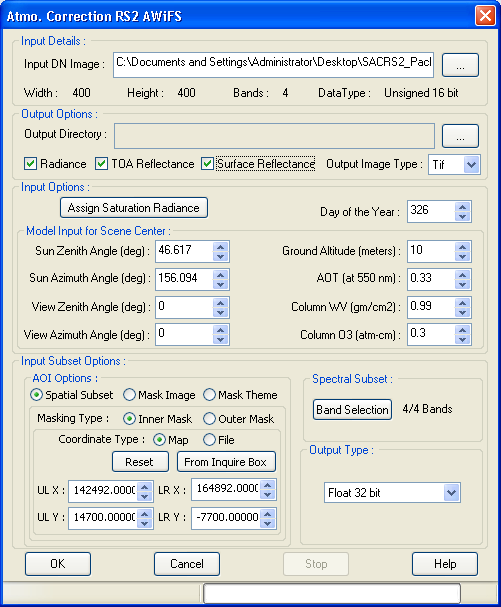 Atmo. Correction RS2 AWiFS
Input Details :
Input DN Image : C:\Documents and Settings\Administrator\Desktop\SACRS2_Pacl ...
Width : 400 Height : 400 Bands : 4 DataType : Unsigned 16 bit
Output Options :
Output Directory : ...
Radiance TOA Reflectance Surface Reflectance Output Image Type : Tif
Input Options :
Assign Saturation Radiance Day of the Year : 326
Model Input for Scene Center :
Sun Zenith Angle (deg) : 46.617 Ground Altitude (meters) : 10
Sun Azimuth Angle (deg) : 156.094 AOT (at 550 nm) : 0.33
View Zenith Angle (deg) : 0 Column WV (gm/cm2) : 0.99
View Azimuth Angle (deg) : 0 Column O3 (atm-cm) : 0.3
Input Subset Options :
AOI Options :
Spatial Subset Mask Image Mask Theme
Masking Type : Inner Mask Outer Mask
Coordinate Type : Map File
Reset From Inquire Box
UL X : 142492.0000 LR X : 164892.0000
UL Y : 14700.00000 LR Y : -7700.00000
Spectral Subset :
Band Selection 4/4 Bands
Output Type :
Float 32 bit
OK Cancel Stop Help